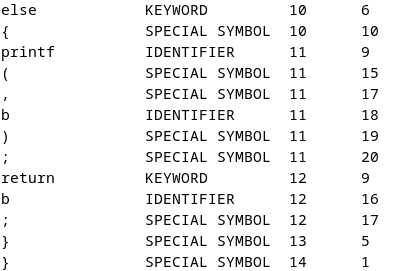 else KEYWORD 10 6
{ SPECIAL SYMBOL 10 10
printf IDENTIFIER 11 9
( SPECIAL SYMBOL 11 15
, SPECIAL SYMBOL 11 17
b IDENTIFIER 11 18
) SPECIAL SYMBOL 11 19
; SPECIAL SYMBOL 11 20
return KEYWORD 12 9
b IDENTIFIER 12 16
; SPECIAL SYMBOL 12 17
} SPECIAL SYMBOL 13 5
} SPECIAL SYMBOL 14 1